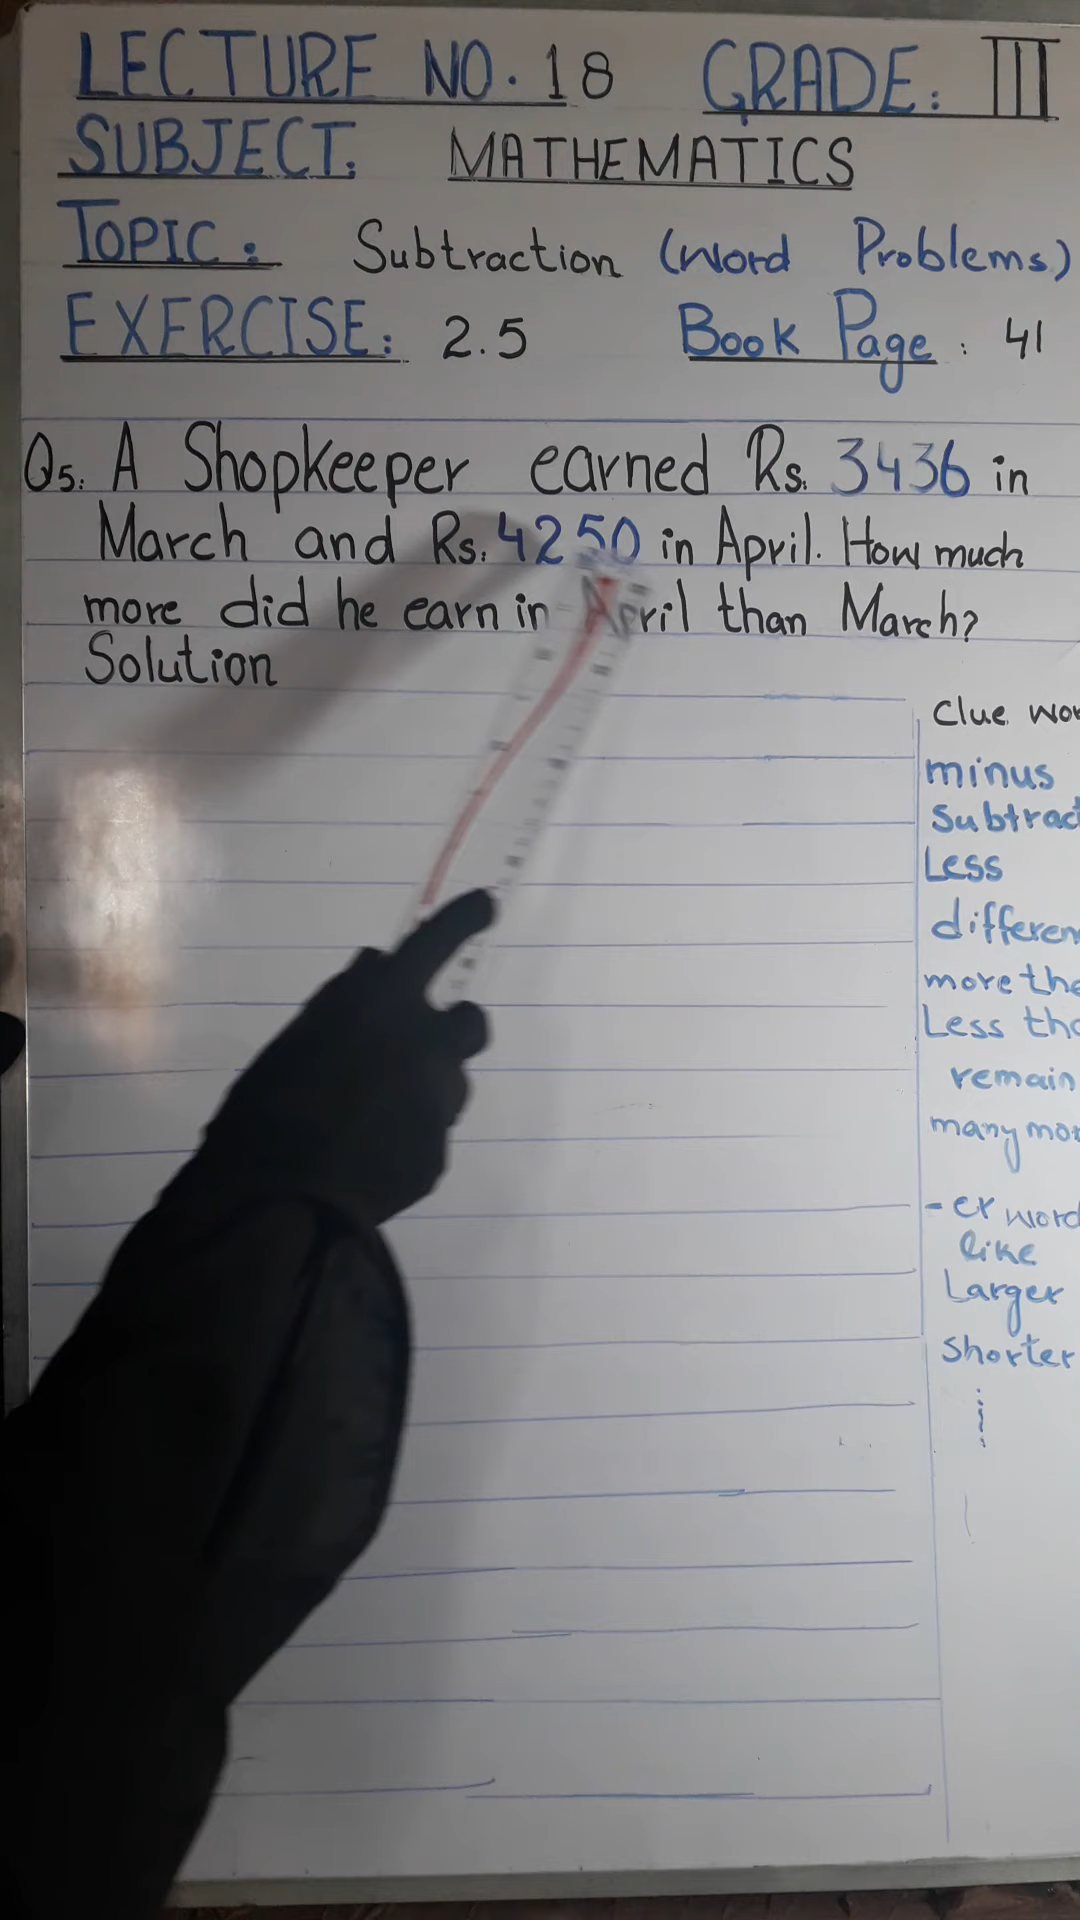 LECTURE NO. 18 GRADE: III
SUBJECT: MATHEMATICS
TOPIC: Subtraction (Word Problems)
EXERCISE: 2.5 Book Page: 41
Q5. A Shopkeeper earned Rs. 3436 in
March and Rs. 4250 in April. How much
more did he earn in April than March?
Solution
Clue
minus
Less
remain
Larger
shorter
like
- er